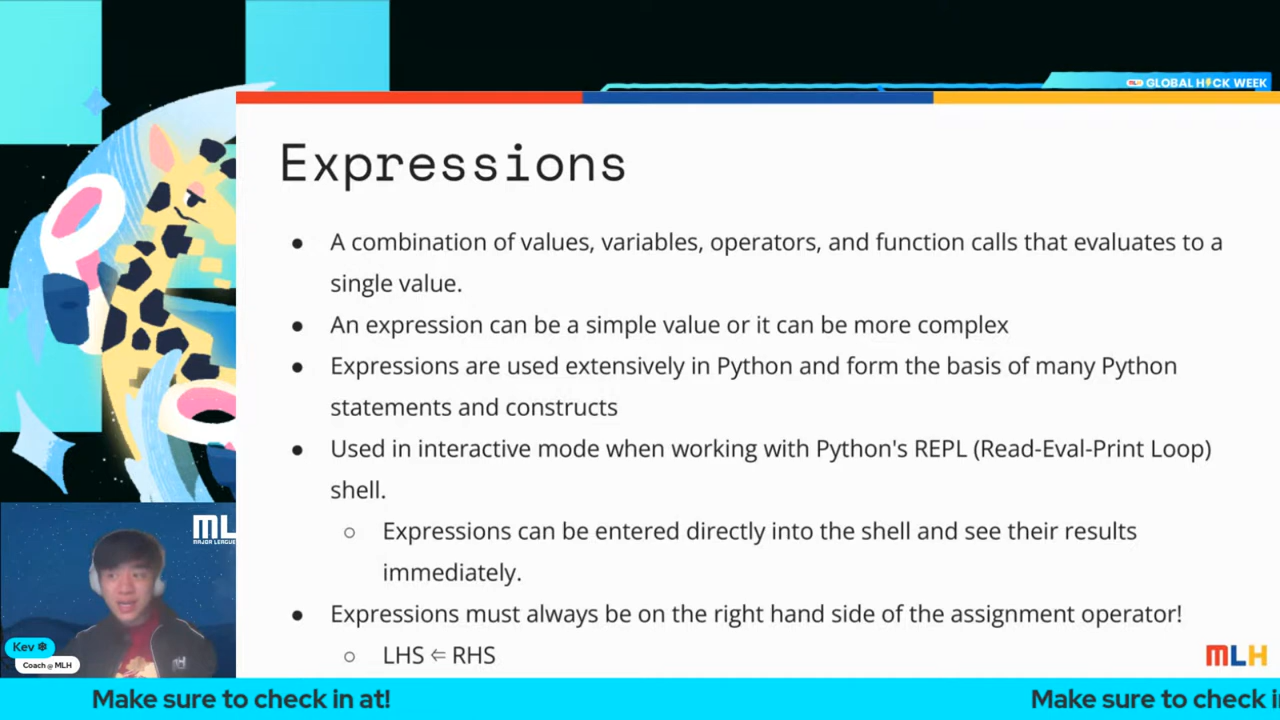 GLOBAL HACK WEEK
Expressions
● A combination of values, variables, operators, and function calls that evaluates to a
single value.
● An expression can be a simple value or it can be more complex
● Expressions are used extensively in Python and form the basis of many Python
statements and constructs
● Used in interactive mode when working with Python's REPL (Read-Eval-Print Loop)
shell.
○ Expressions can be entered directly into the shell and see their results
immediately.
● Expressions must always be on the right hand side of the assignment operator!
○ LHS ⇐ RHS
ML
MAJOR LEAGUE
Kev ❄
Coach @ MLH
MLH
Make sure to check in at!
Make sure to check in